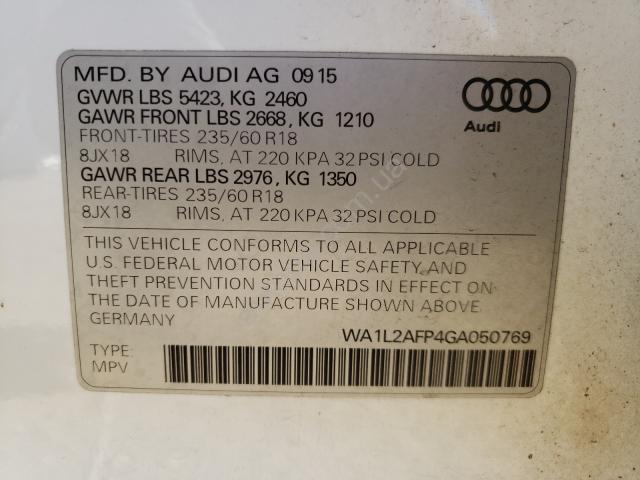 MFD. BY AUDI AG 09 15
GVWR LBS 5423, KG 2460
GAWR FRONT LBS 2668, KG 1210
FRONT-TIRES 235/60 R18
8JX18 RIMS, AT 220 KPA 32 PSI COLD
GAWR REAR LBS 2976, KG 1350
REAR-TIRES 235/60 R18
8JX18 RIMS, AT 220 KPA 32 PSI COLD
Audi
THIS VEHICLE CONFORMS TO ALL APPLICABLE
U.S. FEDERAL MOTOR VEHICLE SAFETY, AND
THEFT PREVENTION STANDARDS IN EFFECT ON
THE DATE OF MANUFACTURE SHOWN ABOVE
GERMANY
WA1L2AFP4GA050769
TYPE:
MPV